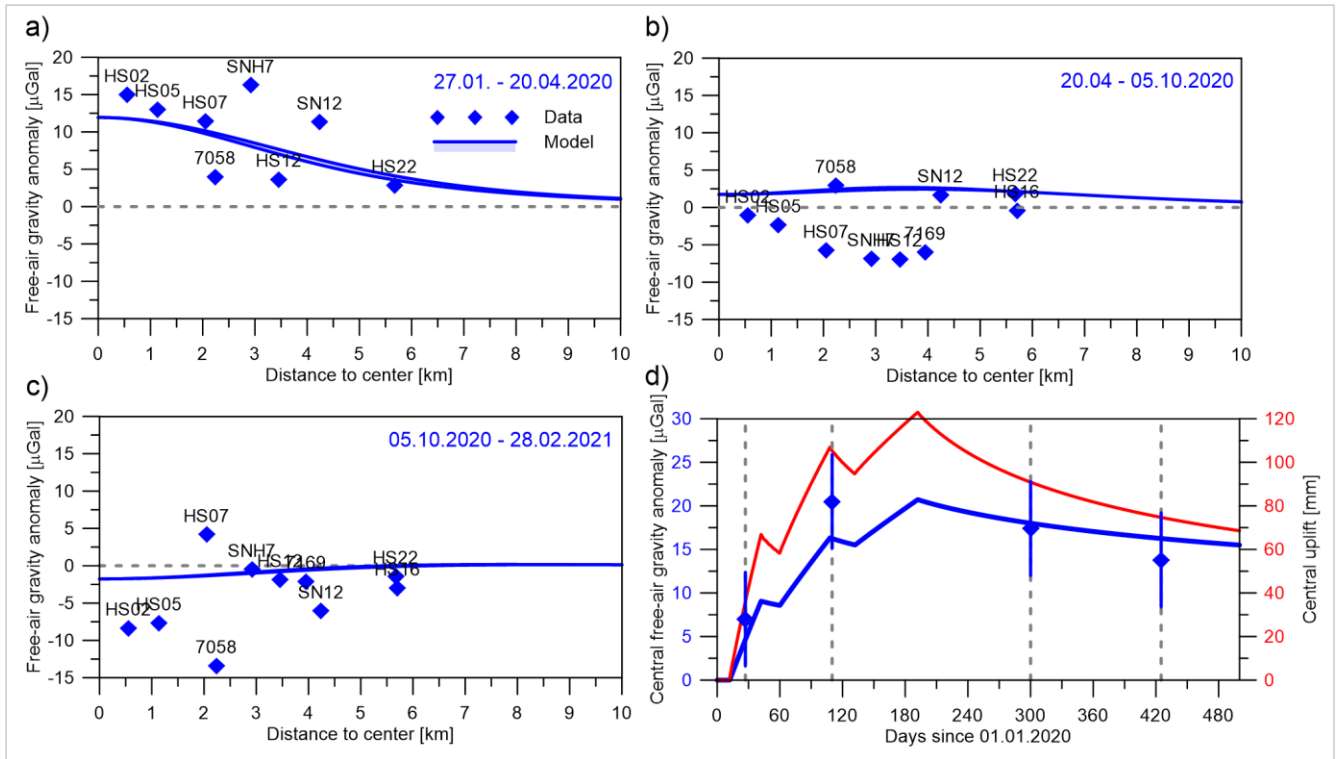 a)
Free-air gravity anomaly [µGal]
20
15
10
5
0
-5
-10
-15
HS02
HS05
HS07
SNH7
SN12
7058
HS12
HS22
27.01. - 20.04.2020
Data
Model
0 1 2 3 4 5 6 7 8 9 10
Distance to center [km]
b)
Free-air gravity anomaly [µGal]
20
15
10
5
0
-5
-10
-15
20.04 - 05.10.2020
7058
SN12
HS22
HS16
HS02
HS05
HS07
SNH7
HS12
7169
0 1 2 3 4 5 6 7 8 9 10
Distance to center [km]
c)
Free-air gravity anomaly [µGal]
20
15
10
5
0
-5
-10
-15
05.10.2020 - 28.02.2021
HS07
SNH7
HS12
7169
HS22
HS16
SN12
HS02
HS05
7058
0 1 2 3 4 5 6 7 8 9 10
Distance to center [km]
d)
Central free-air gravity anomaly [µGal]
30
25
20
15
10
5
0
120
100
80
60
40
20
0
Central uplift [mm]
0 60 120 180 240 300 360 420 480
Days since 01.01.2020